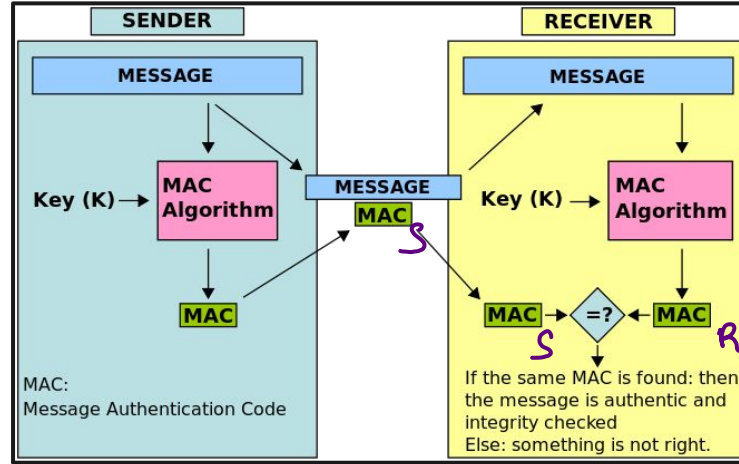 SENDER
MESSAGE
Key (K)
MAC
Algorithm
MAC
MAC:
Message Authentication Code
MESSAGE
MAC
S
RECEIVER
MESSAGE
Key (K)
MAC
Algorithm
MAC
S
=?
MAC
R
If the same MAC is found: then
the message is authentic and
integrity checked
Else: something is not right.